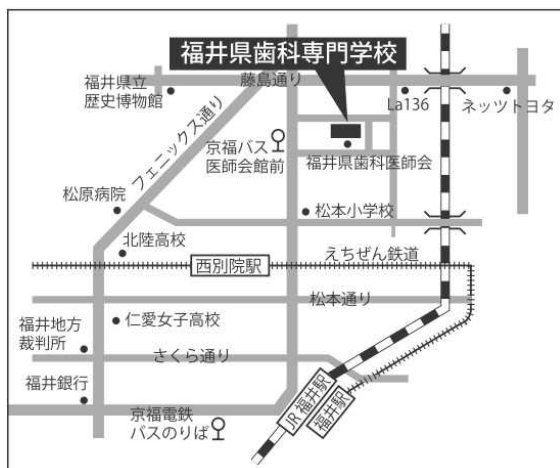 福井県歯科専門学校
藤島通り
福井県立
歴史博物館
La136
ネッツトヨタ
フェニックス通り
京福バス
医師会館前
福井県歯科医師会
松原病院
松本小学校
北陸高校
えちぜん鉄道
西別院駅
松本通り
仁愛女子高校
福井地方
裁判所
さくら通り
福井銀行
JR 福井駅
福井駅
京福電鉄
バスのりば